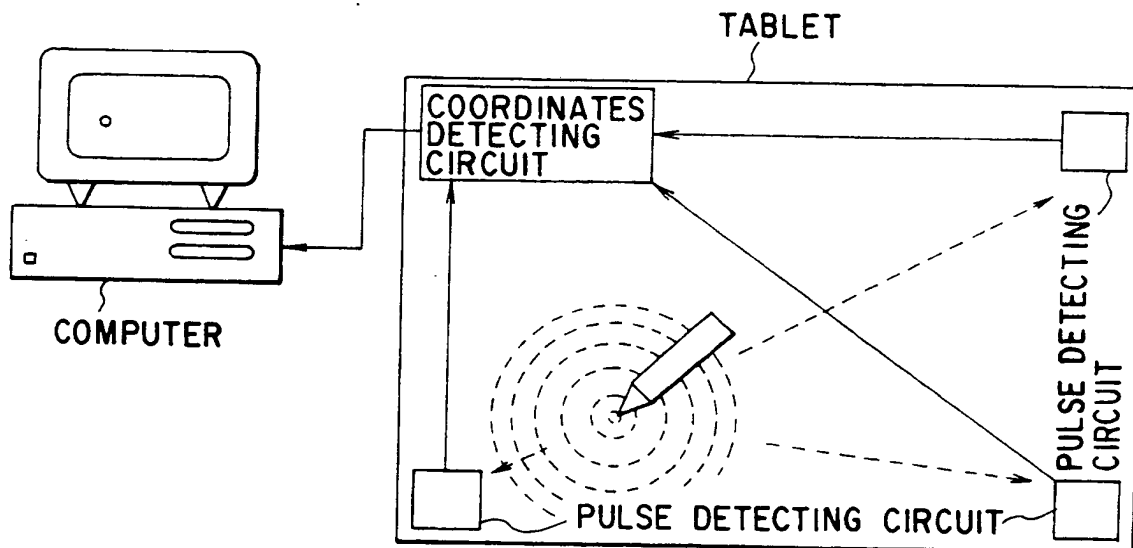 TABLET
COORDINATES
DETECTING
CIRCUIT
COMPUTER
PULSE DETECTING
CIRCUIT
PULSE DETECTING CIRCUIT